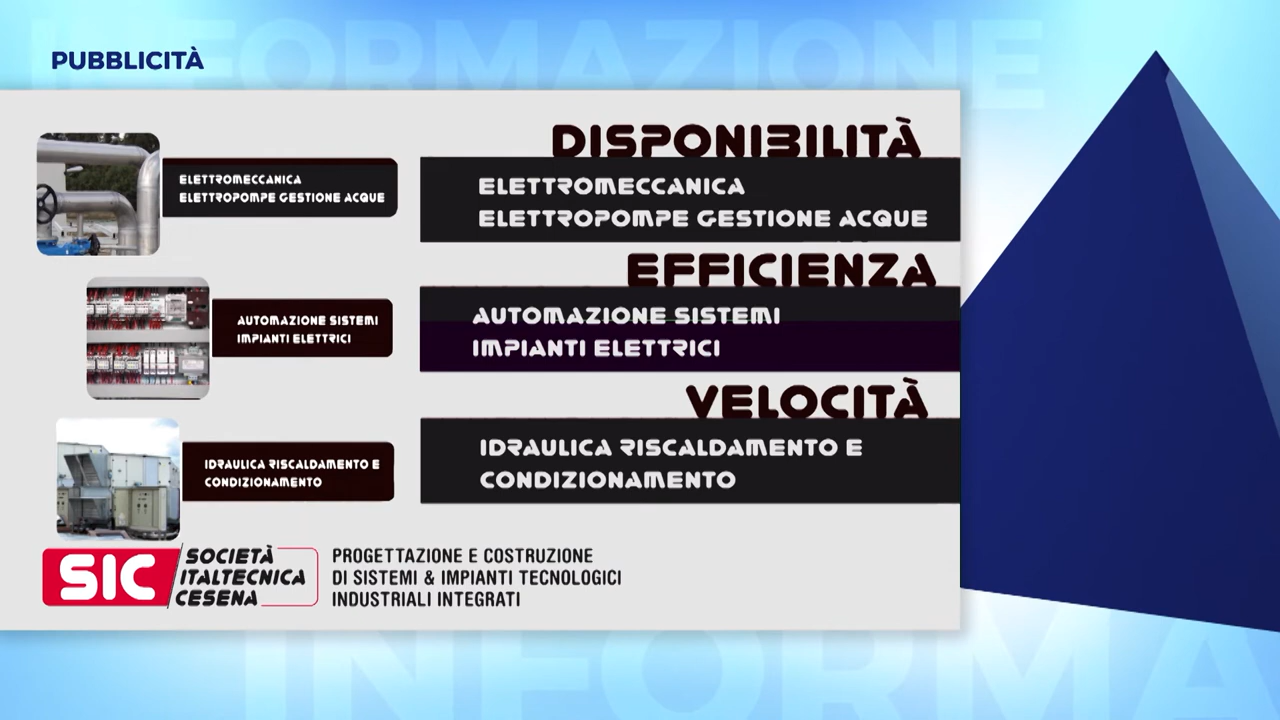 INFORMAZIONE
PUBBLICITÀ
DISPONIBILITÀ
ELETTROMECCANICA
ELETTROPOMPE GESTIONE ACQUE
ELETTROMECCANICA
ELETTROPOMPE GESTIONE ACQUE
EFFICIENZA
AUTOMAZIONE SISTEMI
IMPIANTI ELETTRICI
AUTOMAZIONE SISTEMI
IMPIANTI ELETTRICI
VELOCITÀ
IDRAULICA RISCALDAMENTO E
CONDIZIONAMENTO
IDRAULICA RISCALDAMENTO E
CONDIZIONAMENTO
SIC
SOCIETÀ
ITALTECNICA
CESENA
PROGETTAZIONE E COSTRUZIONE
DI SISTEMI & IMPIANTI TECNOLOGICI
INDUSTRIALI INTEGRATI
INFORMA